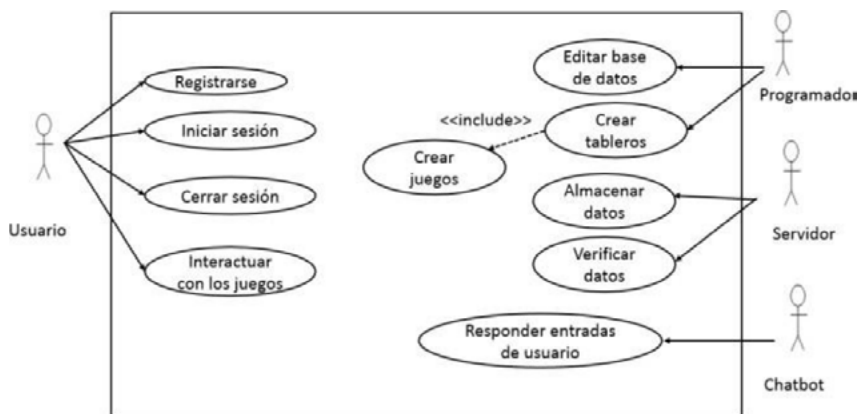 Editar base
de datos
Programador
Registrarse
<<include>>
Crear
tableros
Iniciar sesión
Crear
juegos
Cerrar sesión
Almacenar
datos
Usuario
Servidor
Interactuar
con los juegos
Verificar
datos
Responder entradas
de usuario
Chatbot